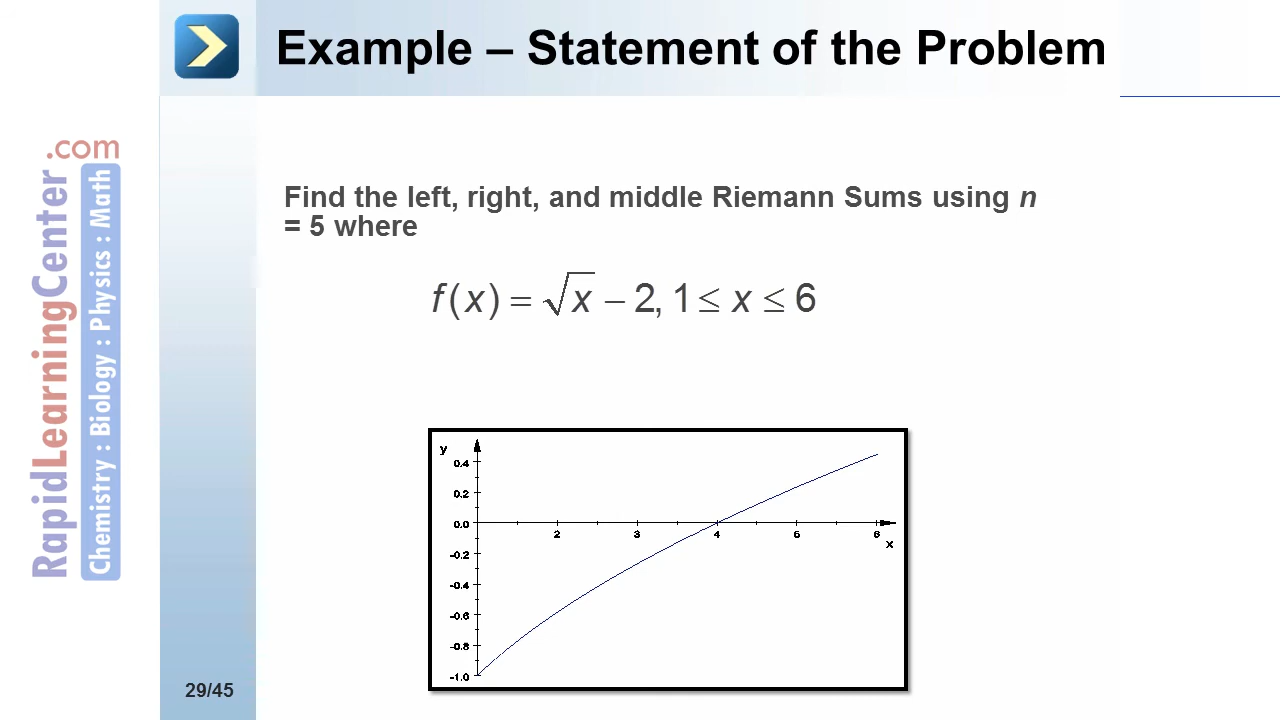 Example – Statement of the Problem
.com
RapidLearningCenter
Chemistry : Biology : Physics : Math
Find the left, right, and middle Riemann Sums using n
= 5 where
f(x) = √x − 2, 1 ≤ x ≤ 6
y
0.4
0.2
0.0
-0.2
-0.4
-0.6
-0.8
-1.0
2 3 4 5 6
x
29/45